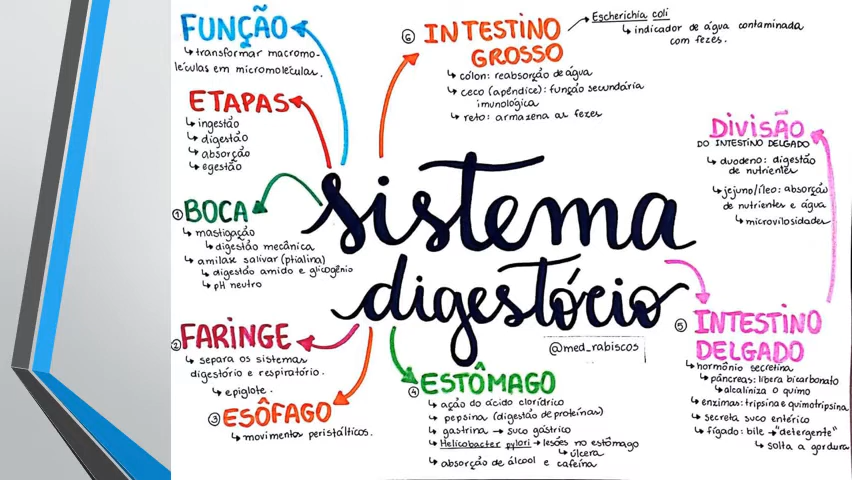 FUNÇÃO
↳ transformar macromo-
léculas em micromoléculas.
ETAPAS
↳ ingestão
↳ digestão
↳ absorção
↳ egestão
① BOCA
↳ mastigação
↳ digestão mecânica
↳ amilase salivar (ptialina)
↳ digestão amido e glicogênio
↳ pH neutro
② FARINGE
↳ separa os sistemas
digestório e respiratório.
↳ epiglote.
③ ESÔFAGO
↳ movimentos peristálticos.
sistema
digestório
@med_rabiscos
④ ESTÔMAGO
↳ ação do ácido clorídrico
↳ pepsina (digestão de proteínas)
↳ gastrina → suco gástrico
↳ Helicobacter pylori → lesões no estômago
↳ úlcera
↳ absorção de álcool e cafeína
⑤ INTESTINO
DELGADO
↳ hormônio secretina
↳ pâncreas: libera bicarbonato
↳ alcaliniza o quimo
↳ enzimas: tripsina e quimotripsina
↳ secreta suco entérico
↳ fígado: bile → "detergente"
↳ solta a gordura
DIVISÃO
DO INTESTINO DELGADO
↳ duodeno: digestão
de nutrientes
↳ jejuno/íleo: absorção
de nutrientes e água
↳ microvilosidades
⑥ INTESTINO
GROSSO
↳ cólon: reabsorção de água
↳ ceco (apêndice): função secundária
imunológica
↳ reto: armazena as fezes
Escherichia coli
↳ indicador de água contaminada
com fezes.